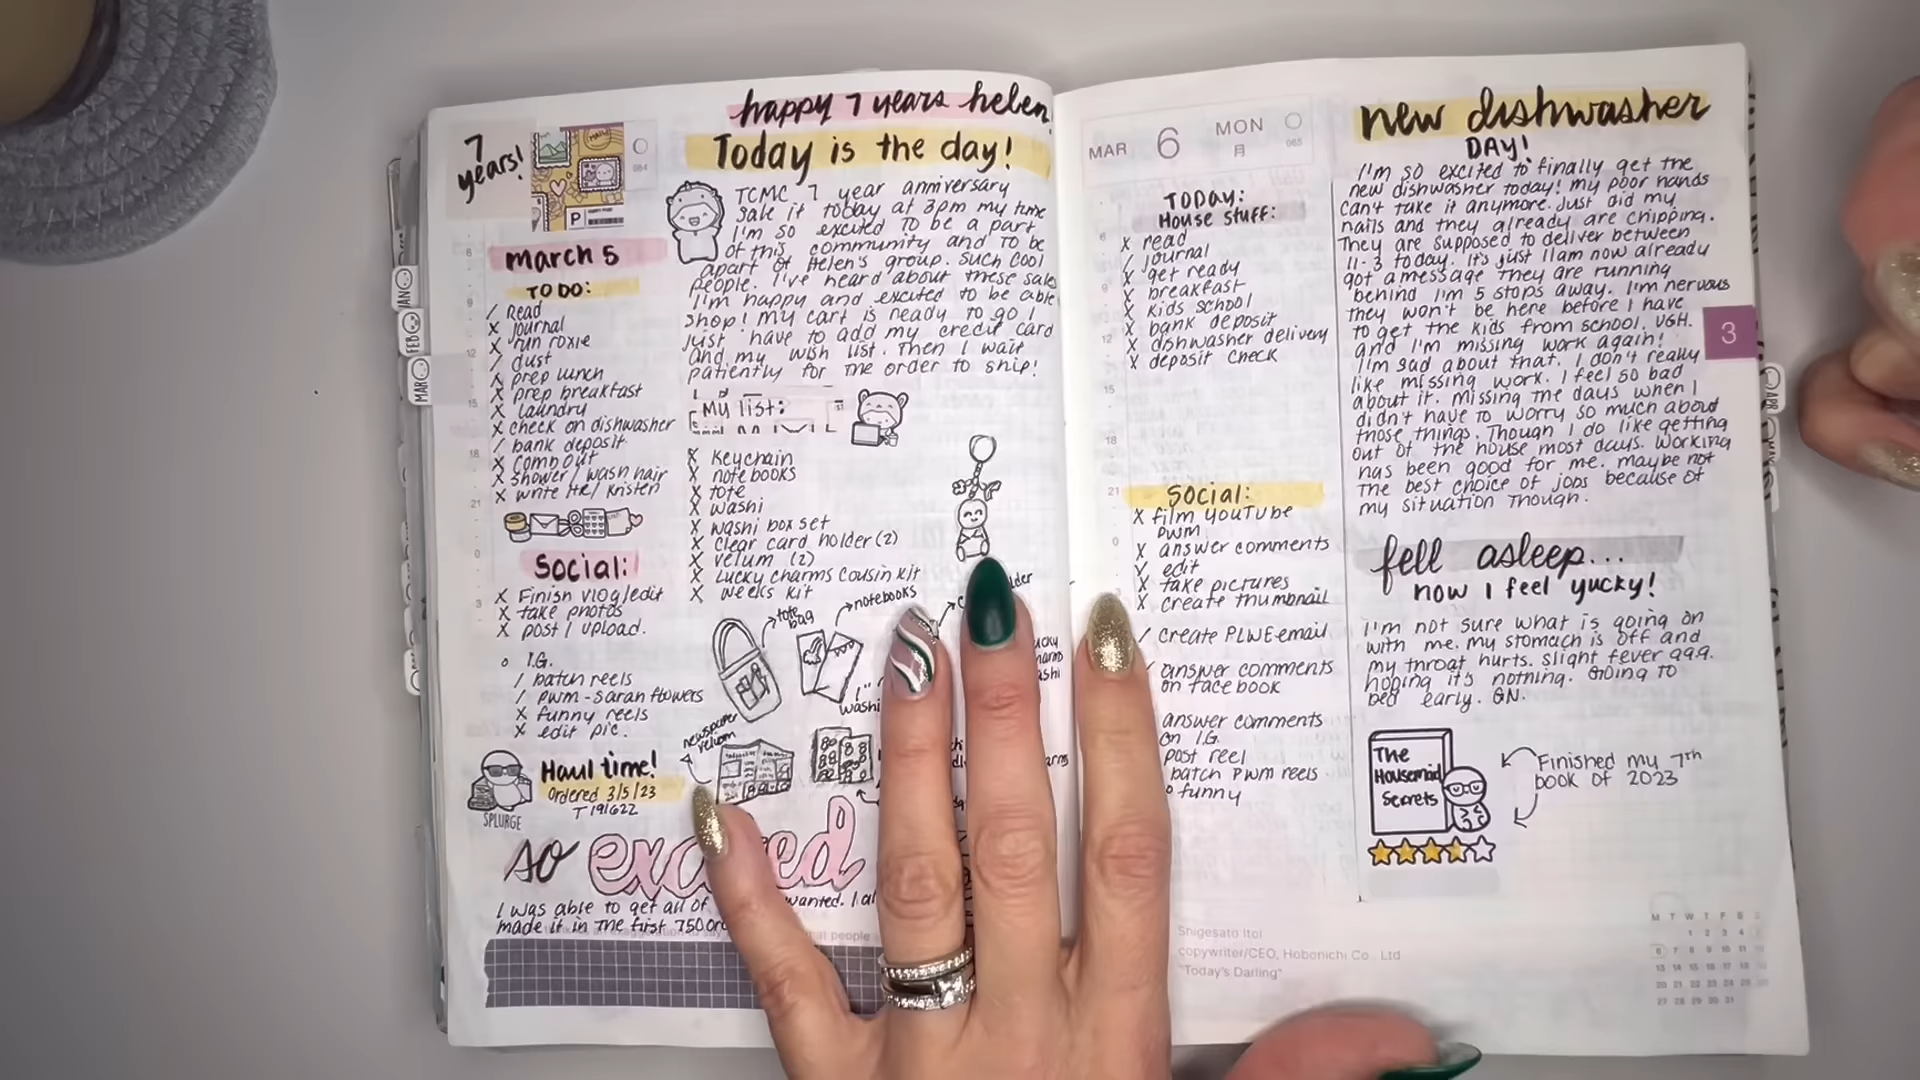 7
years!
P
March 5
TO DO:
/ Read
X journal
X run roxie
/ dust
X prep lunch
X prep breakfast
X laundry
X check on dishwasher
/ bank deposit
X comp out
X shower/wash hair
X write HC/Kristen
Social:
X Finish vlog/edit
X take photos
X post/upload.
o I.G.
/ batch reels
/ pwm-saran flowers
X funny reels
X edit pic.
SPLURGE
Haul time!
Ordered 3/5/23
so excited
I was able to get all of wanted. I al
made it in the first 750
happy 7 years helen!
Today is the day!
TCMC 7 year anniversary
sale it today at 3pm my time
I'm so excited to be a part
of this community and to be
apart of Helen's group. Such cool
people. I've heard about these sales
I'm happy and excited to be able
shop! my cart is ready to go I
just have to add my credit card
and my wish list. Then I wait
patiently for the order to ship!
My list:
X keychain
X notebooks
X tote
X washi
X washi box set
X clear card holder (2)
X velum (2)
X Lucky charms cousin kit
X weeks kit
tote
bag
notebooks
washi
newspaper
velum
MAR 6 MON
月
065
TODAY:
House stuff:
X read
/ journal
X get ready
X breakfast
X kids school
X bank deposit
X dishwasher delivery
X deposit check
Social:
X film youtube
pwm
X answer comments
X edit
X take pictures
X create thumbnail
/ create PLWE email
/ answer comments
on facebook
answer comments
on I.G.
post reel
batch pwm reels
o funny
Shigesato Itoi
copywriter/CEO, Hobonichi Co., Ltd
"Today's Darling"
new dishwasher
DAY!
I'm so excited to finally get the
new dishwasher today! my poor hands
can't take it anymore. Just did my
nails and they already are chipping.
They are supposed to deliver between
11-3 today. It's just 11am now already
got a message they are running
behind I'm 5 stops away. I'm nervous
they won't be here before I have
to get the kids from school. UGH.
and I'm missing work again!
I'm sad about that. I don't really
like missing work. I feel so bad
about it. missing the days when I
didn't have to worry so much about
those things. Though I do like getting
out of the house most days. Working
has been good for me. maybe not
the best choice of jobs because of
my situation though.
fell asleep...
now I feel yucky!
I'm not sure what is going on
with me. my stomach is off and
my throat hurts. slight fever 99.9.
hoping it's nothing. Going to
bed early. GN.
The
Housemaid
Secrets
Finished my 7th
book of 2023
3
JAN
FEB
MAR
APR